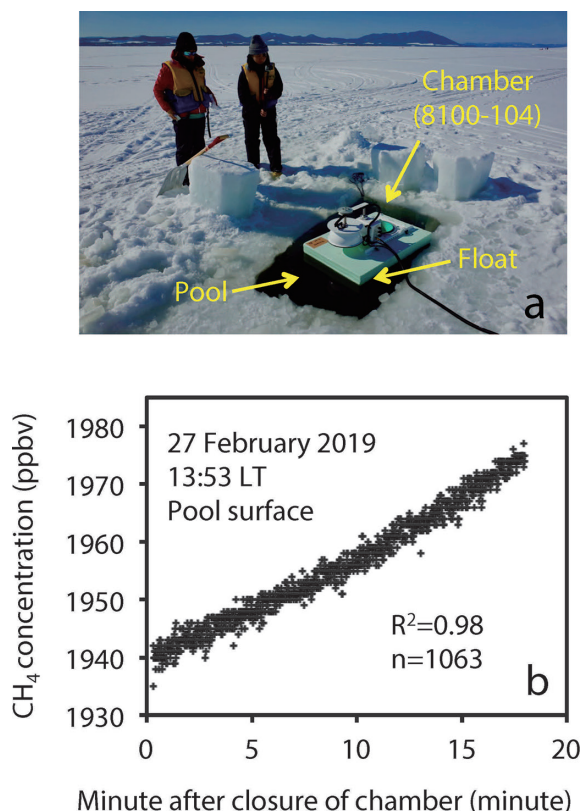 Chamber
(8100-104)
Pool
Float
a
CH₄ concentration (ppbv)
1980
1970
1960
1950
1940
1930
27 February 2019
13:53 LT
Pool surface
R²=0.98
n=1063
b
0 5 10 15 20
Minute after closure of chamber (minute)